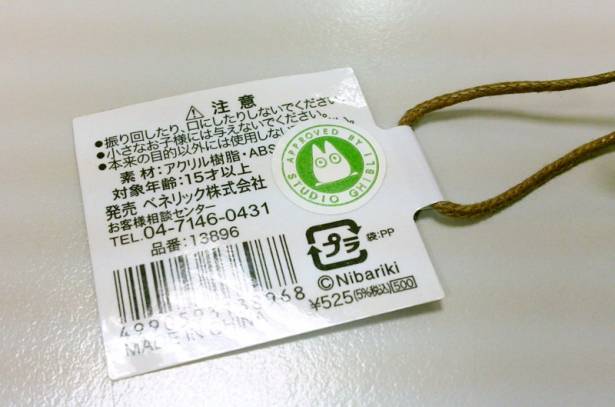 ⚠ 注意
●振り回したり、口にしたりしないでください。
●小さなお子様には与えないでください。
●本来の目的以外には使用しない
素材:アクリル樹脂・ABS
対象年齢:15才以上
発売 ベネリック株式会社
お客様相談センター
TEL.04-7146-0431
品番:13896
APPROVED BY
STUDIO GHIBLI
プラ 袋:PP
©Nibariki
¥525(5%税込)500
MADE IN CHINA